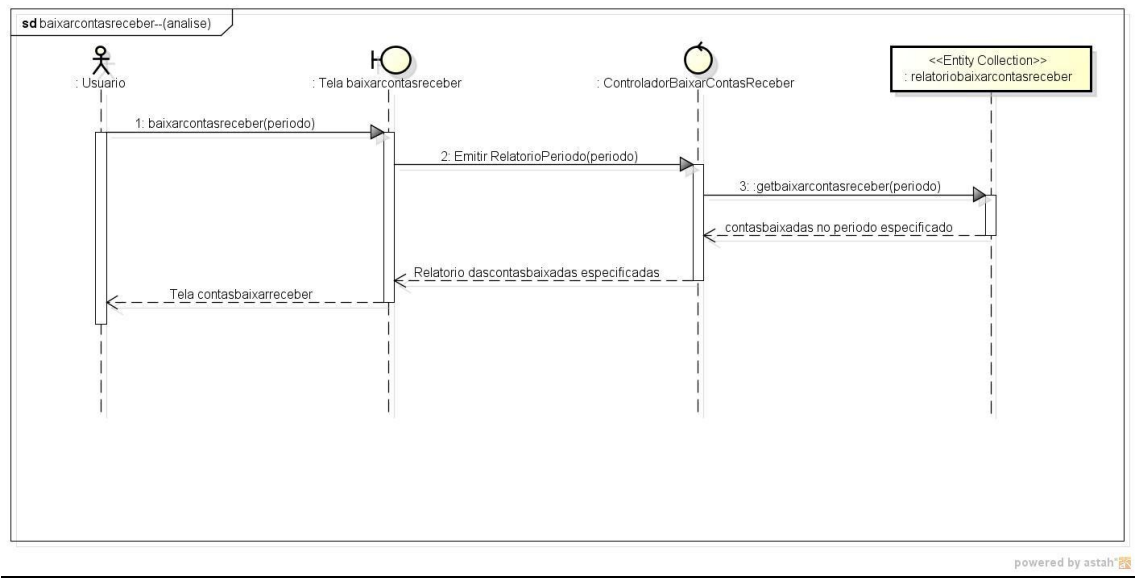 sd baixarcontasreceber--(analise)
: Usuario
: Tela baixarcontasreceber
: ControladorBaixarContasReceber
<<Entity Collection>>
: relatoriobaixarcontasreceber
1: baixarcontasreceber(periodo)
2: Emitir RelatorioPeriodo(periodo)
3: :getbaixarcontasreceber(periodo)
contasbaixadas no periodo especificado
Relatorio dascontasbaixadas especificadas
Tela contasbaixarreceber
powered by astah*